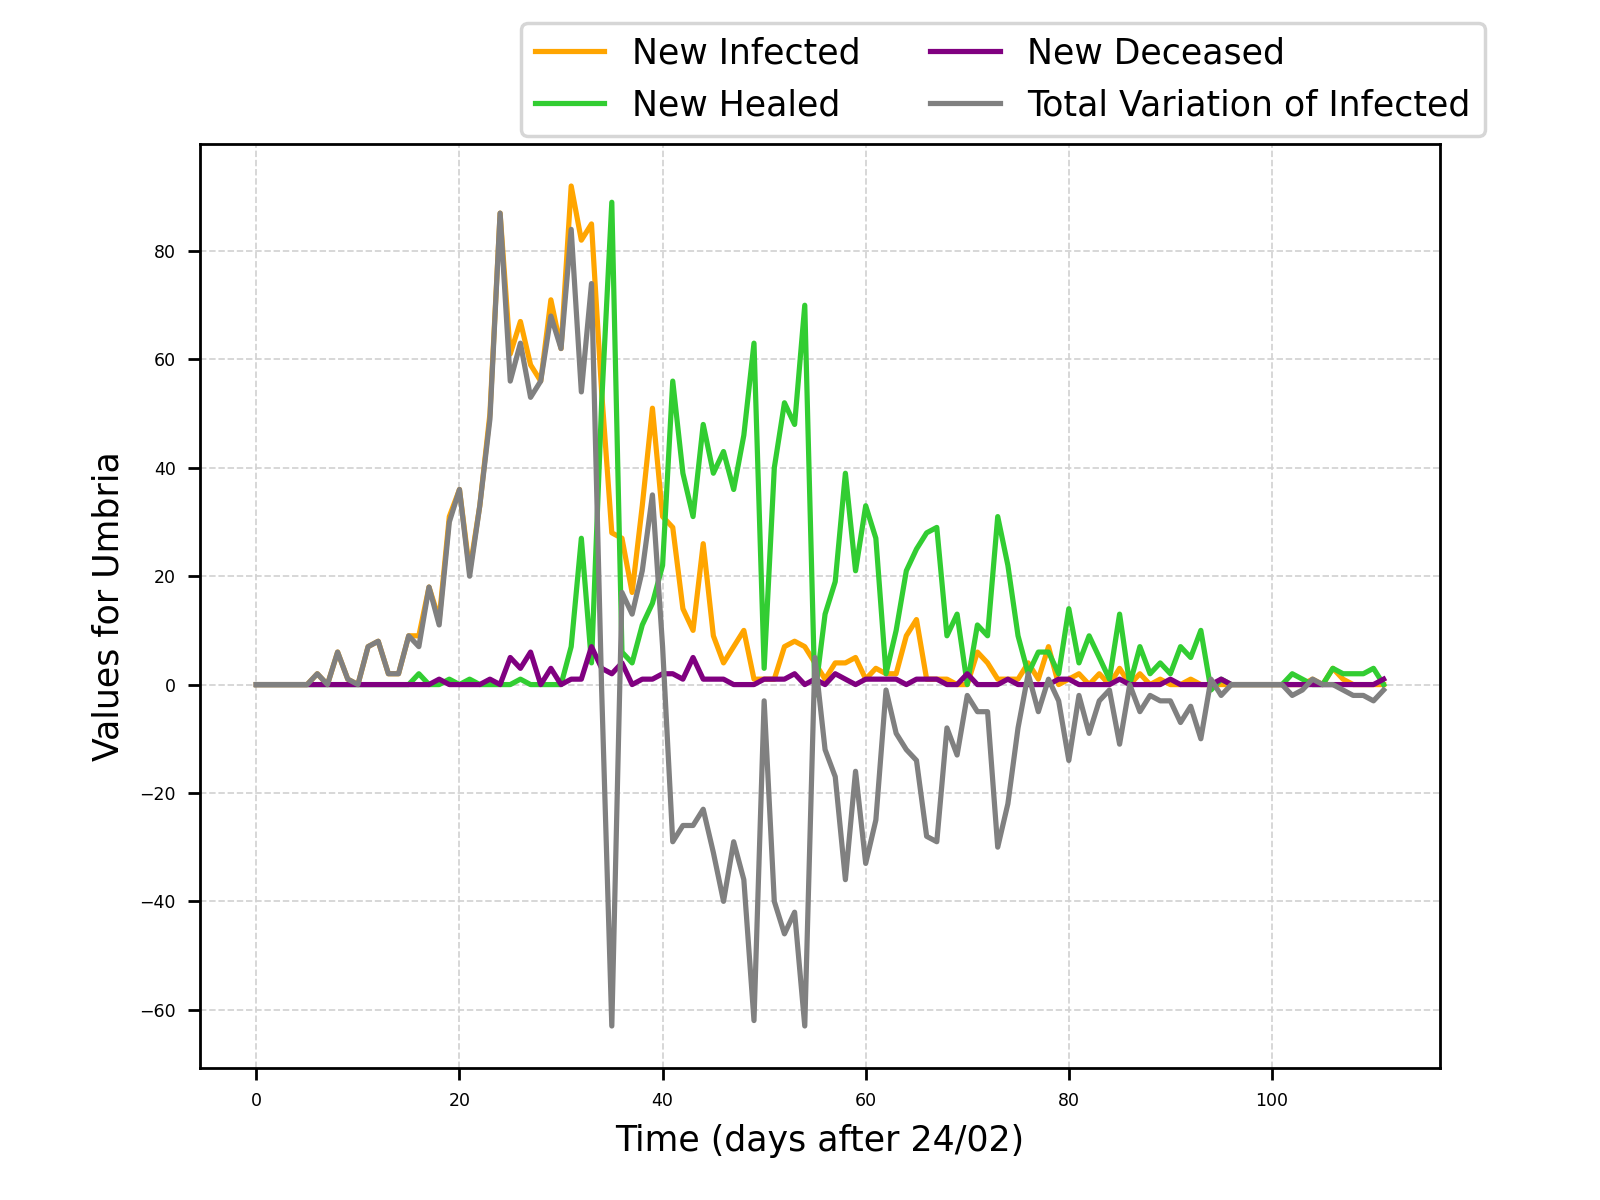 New Infected
New Healed
New Deceased
Total Variation of Infected
Values for Umbria
80
60
40
20
0
−20
−40
−60
0 20 40 60 80 100
Time (days after 24/02)